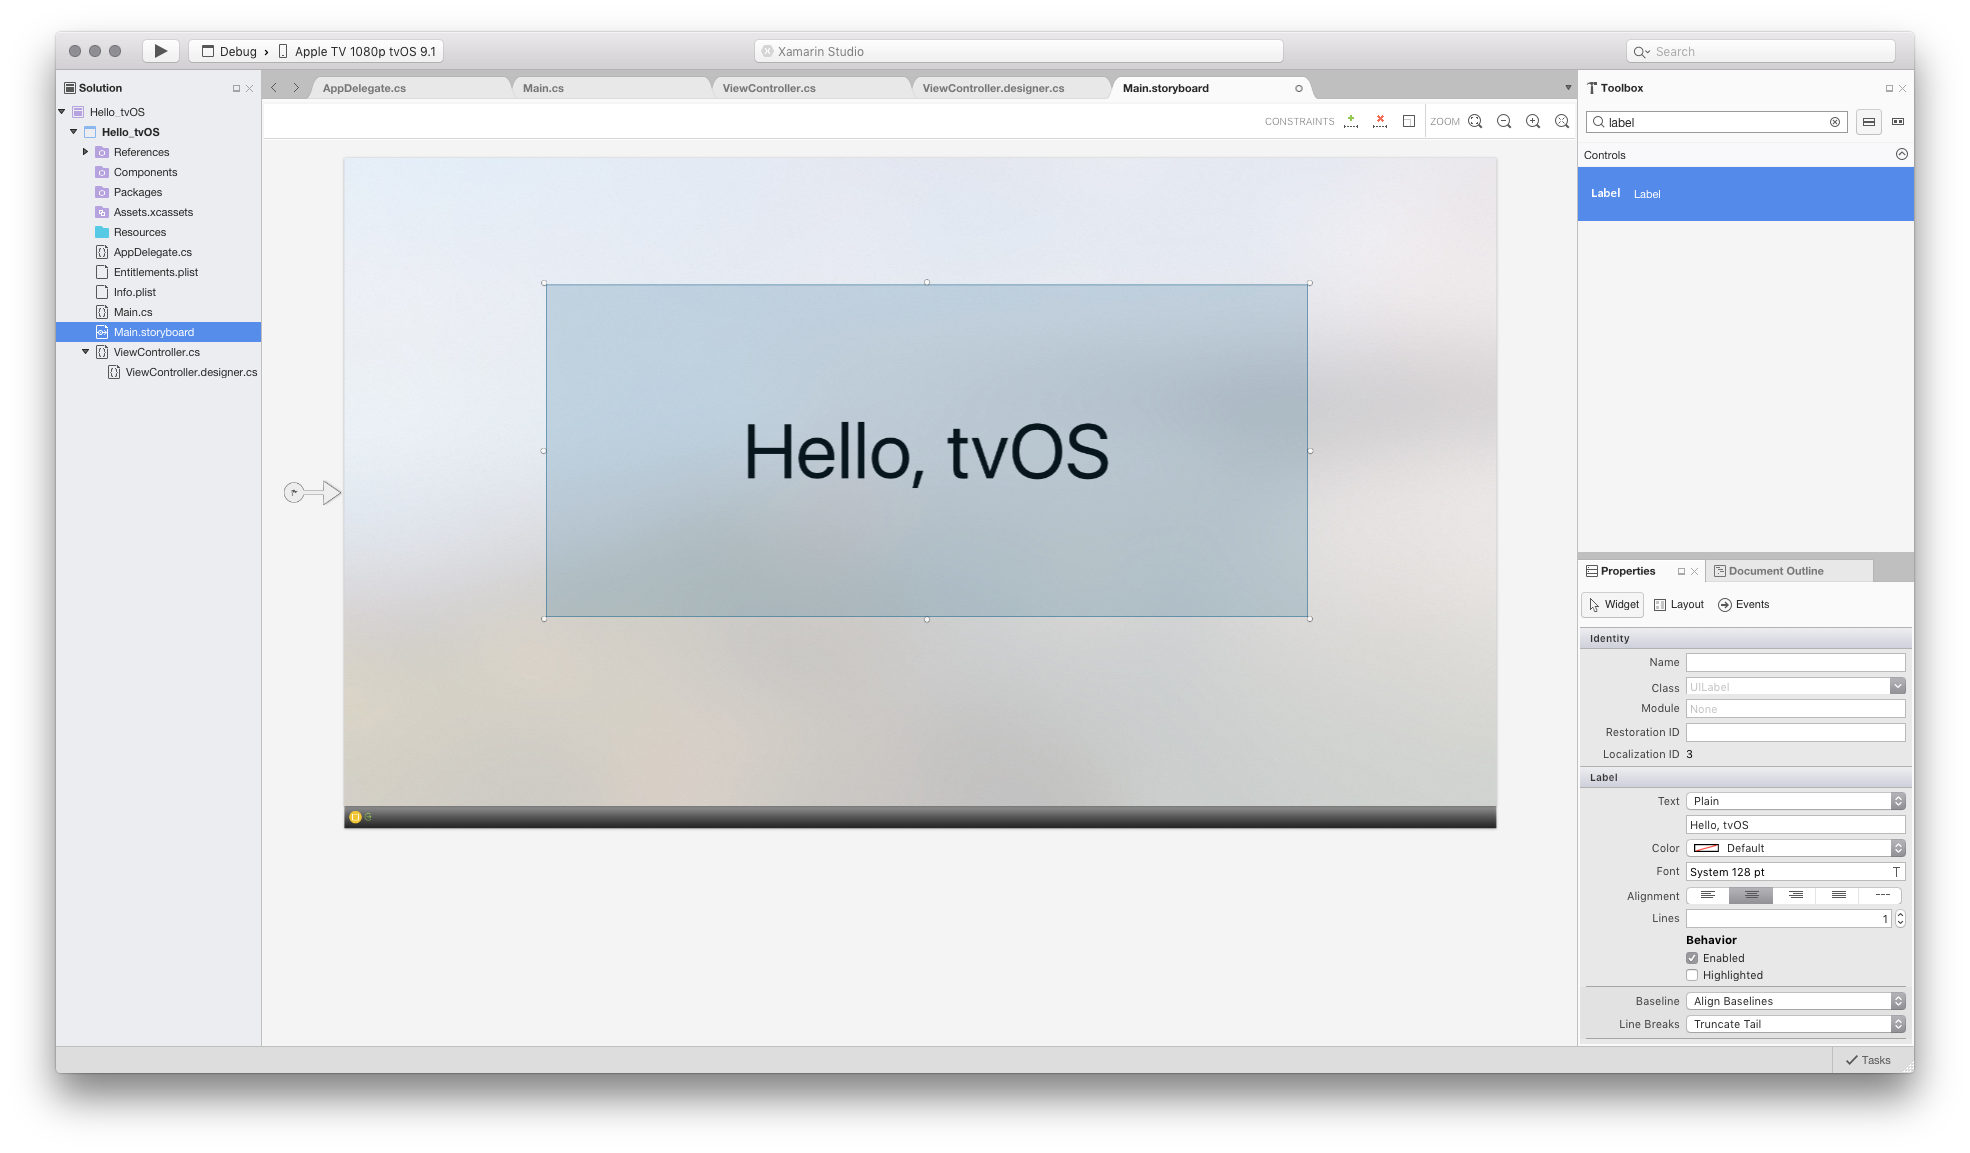 Debug › Apple TV 1080p tvOS 9.1
Xamarin Studio
Search
Solution
Hello_tvOS
Hello_tvOS
References
Components
Packages
Assets.xcassets
Resources
AppDelegate.cs
Entitlements.plist
Info.plist
Main.cs
Main.storyboard
ViewController.cs
ViewController.designer.cs
AppDelegate.cs
Main.cs
ViewController.cs
ViewController.designer.cs
Main.storyboard
CONSTRAINTS
ZOOM
Hello, tvOS
Toolbox
label
Controls
Label Label
Properties
Document Outline
Widget Layout Events
Identity
Name
Class UILabel
Module None
Restoration ID
Localization ID 3
Label
Text Plain
Hello, tvOS
Color Default
Font System 128 pt T
Alignment
Lines 1
Behavior
Enabled
Highlighted
Baseline Align Baselines
Line Breaks Truncate Tail
Tasks